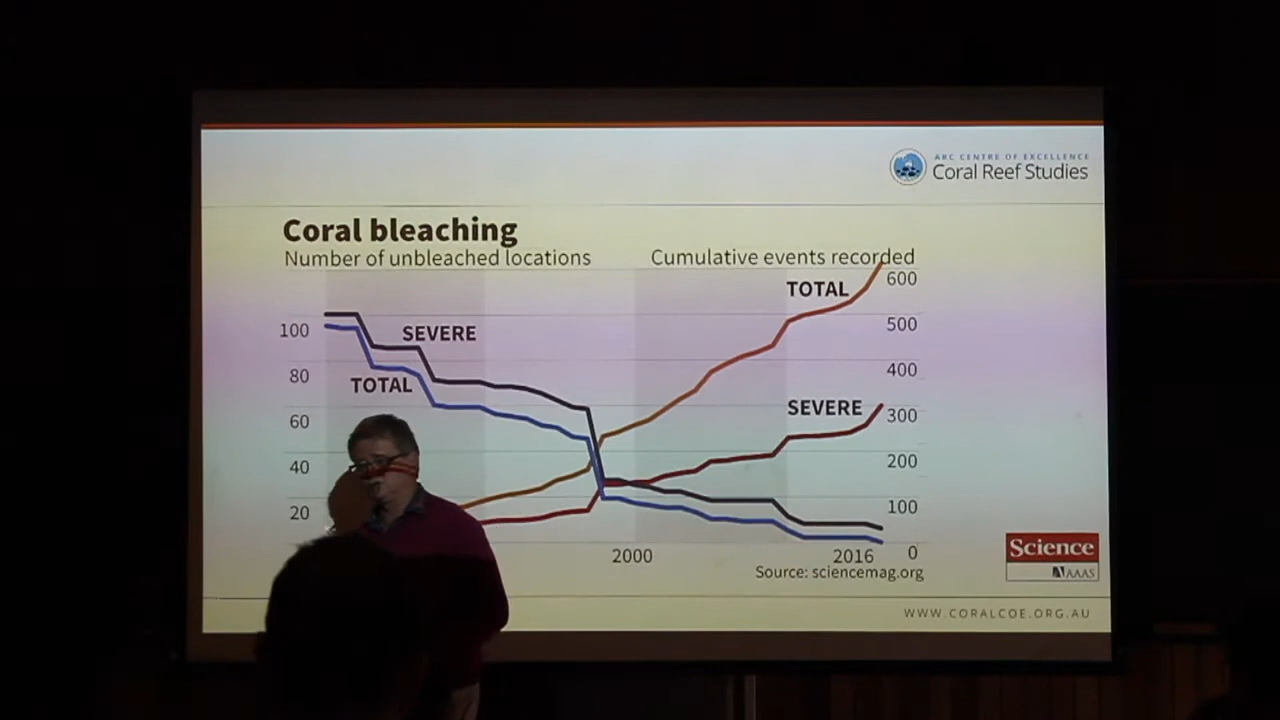 ARC CENTRE OF EXCELLENCE
Coral Reef Studies
Coral bleaching
Number of unbleached locations
Cumulative events recorded
600
TOTAL
500
100
SEVERE
400
80
TOTAL
SEVERE
300
60
200
40
100
20
2000
2016
0
Source: sciencemag.org
Science
AAAS
WWW.CORALCOE.ORG.AU